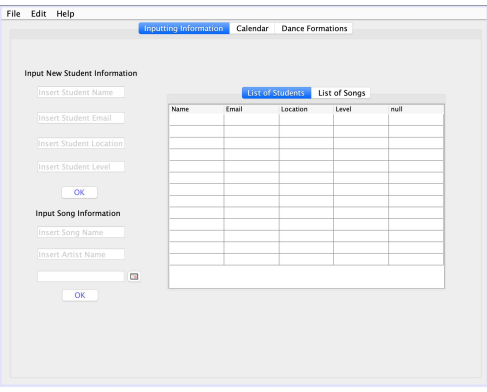 File Edit Help
Inputting Information Calendar Dance Formations
Input New Student Information
Insert Student Name
Insert Student Email
Insert Student Location
Insert Student Level
OK
Input Song Information
Insert Song Name
Insert Artist Name
OK
List of Students List of Songs
Name Email Location Level null